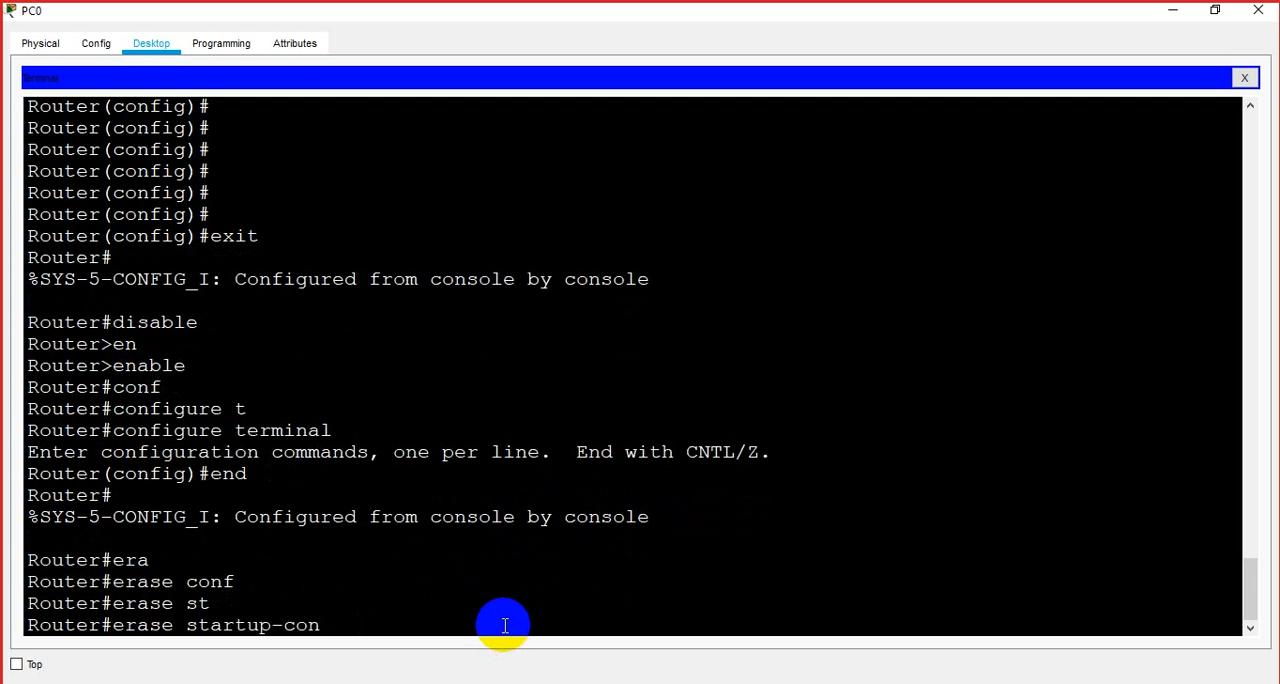 PC0
Physical Config Desktop Programming Attributes
Terminal
X
Router(config)#
Router(config)#
Router(config)#
Router(config)#
Router(config)#
Router(config)#
Router(config)#exit
Router#
%SYS-5-CONFIG_I: Configured from console by console
Router#disable
Router>en
Router>enable
Router#conf
Router#configure t
Router#configure terminal
Enter configuration commands, one per line.  End with CNTL/Z.
Router(config)#end
Router#
%SYS-5-CONFIG_I: Configured from console by console
Router#era
Router#erase conf
Router#erase st
Router#erase startup-con
Top